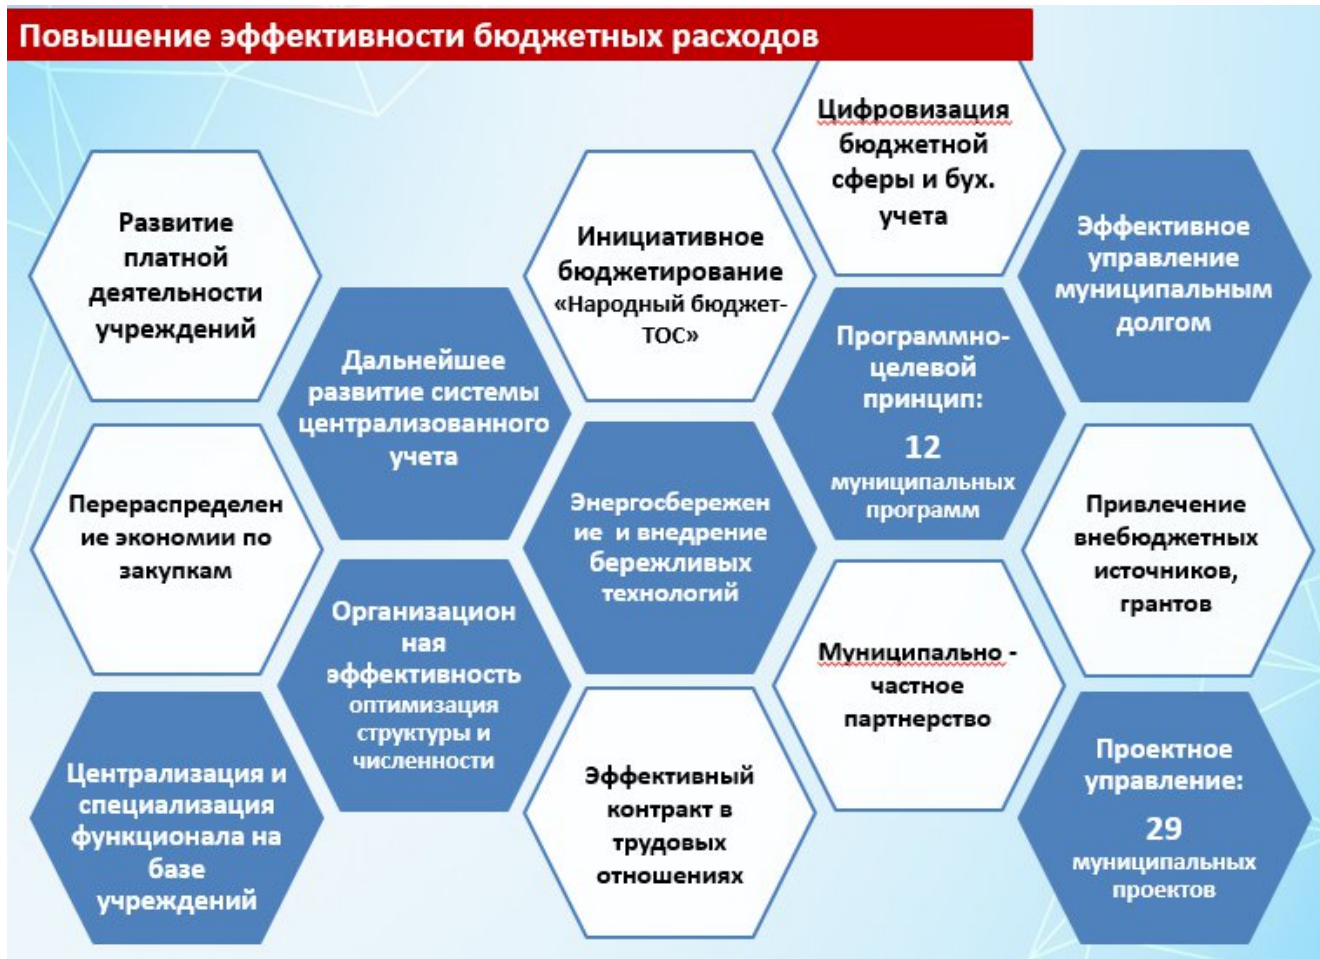 Повышение эффективности бюджетных расходов
Развитие
платной
деятельности
учреждений
Перераспределен
ие экономии по
закупкам
Централизация и
специализация
функционала на
базе
учреждений
Дальнейшее
развитие системы
централизованного
учета
Организацион
ная
эффективность
оптимизация
структуры и
численности
Инициативное
бюджетирование
«Народный бюджет-
ТОС»
Энергосбережен
ие и внедрение
бережливых
технологий
Эффективный
контракт в
трудовых
отношениях
Цифровизация
бюджетной
сферы и бух.
учета
Программно-
целевой
принцип:
12
муниципальных
программ
Муниципально -
частное
партнерство
Эффективное
управление
муниципальным
долгом
Привлечение
внебюджетных
источников,
грантов
Проектное
управление:
29
муниципальных
проектов